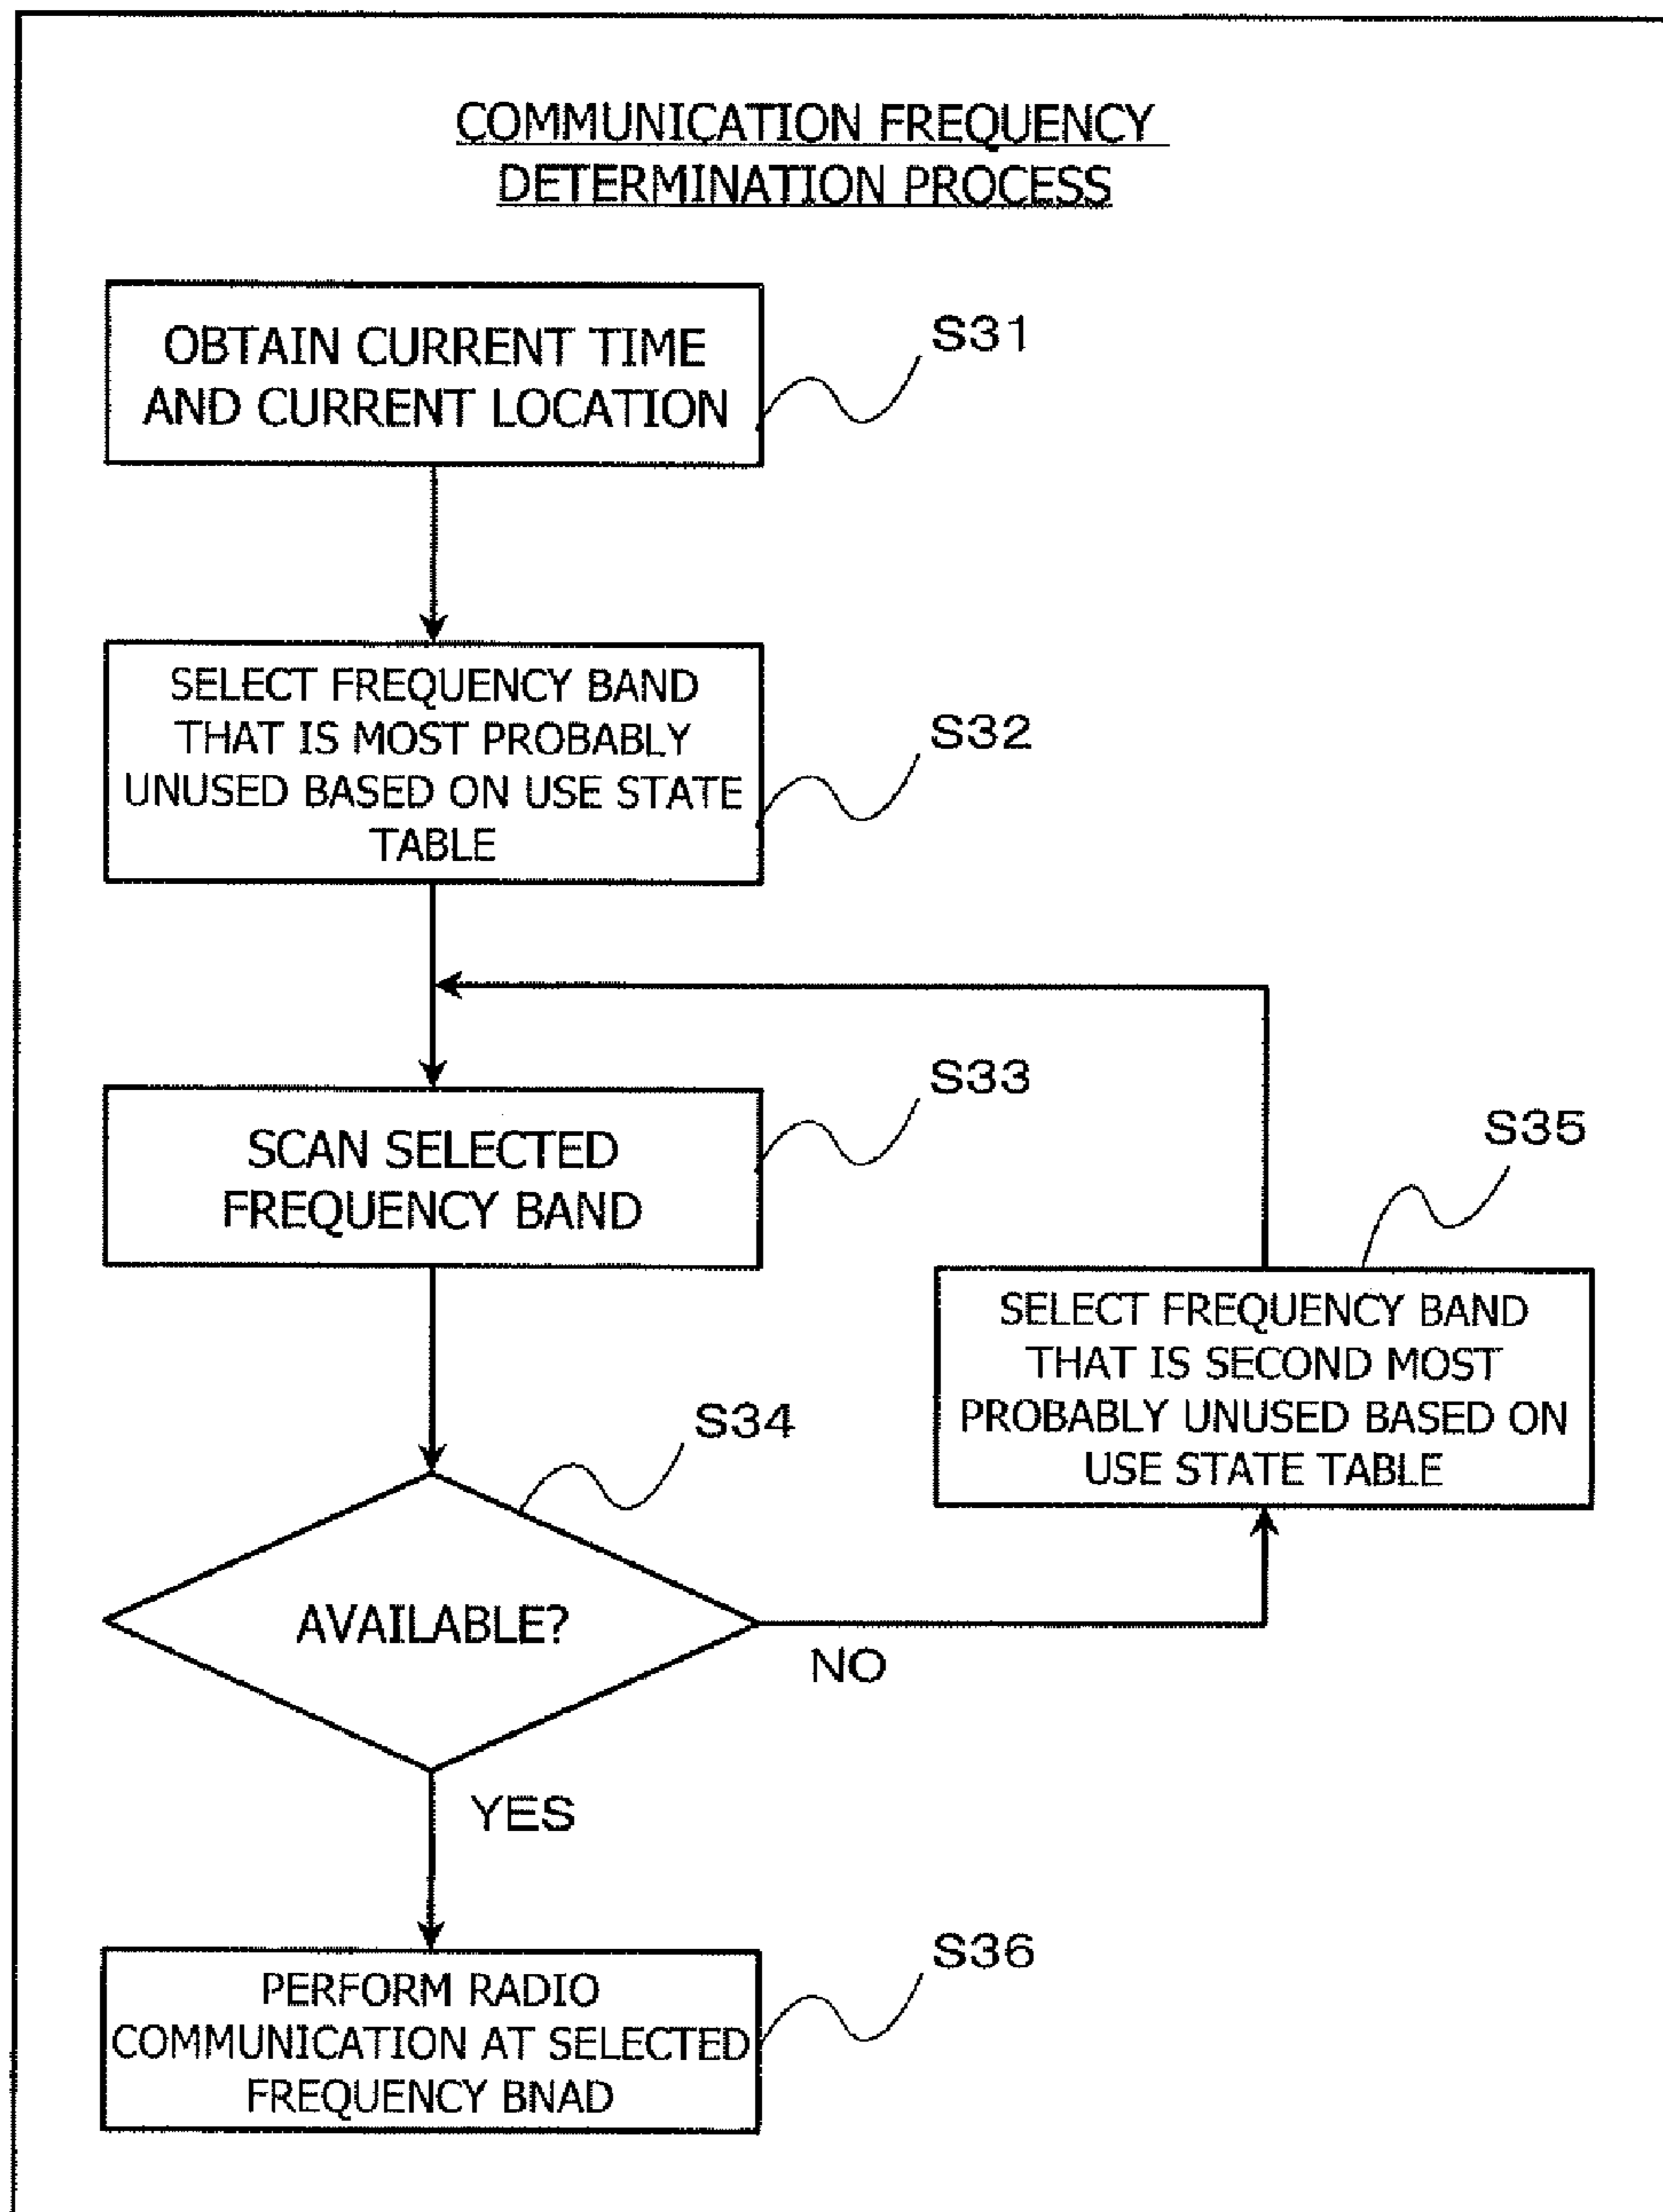 COMMUNICATION FREQUENCY
DETERMINATION PROCESS
OBTAIN CURRENT TIME
AND CURRENT LOCATION
S31
SELECT FREQUENCY BAND
THAT IS MOST PROBABLY
UNUSED BASED ON USE STATE
TABLE
S32
SCAN SELECTED
FREQUENCY BAND
S33
AVAILABLE?
S34
NO
SELECT FREQUENCY BAND
THAT IS SECOND MOST
PROBABLY UNUSED BASED ON
USE STATE TABLE
S35
YES
PERFORM RADIO
COMMUNICATION AT SELECTED
FREQUENCY BNAD
S36